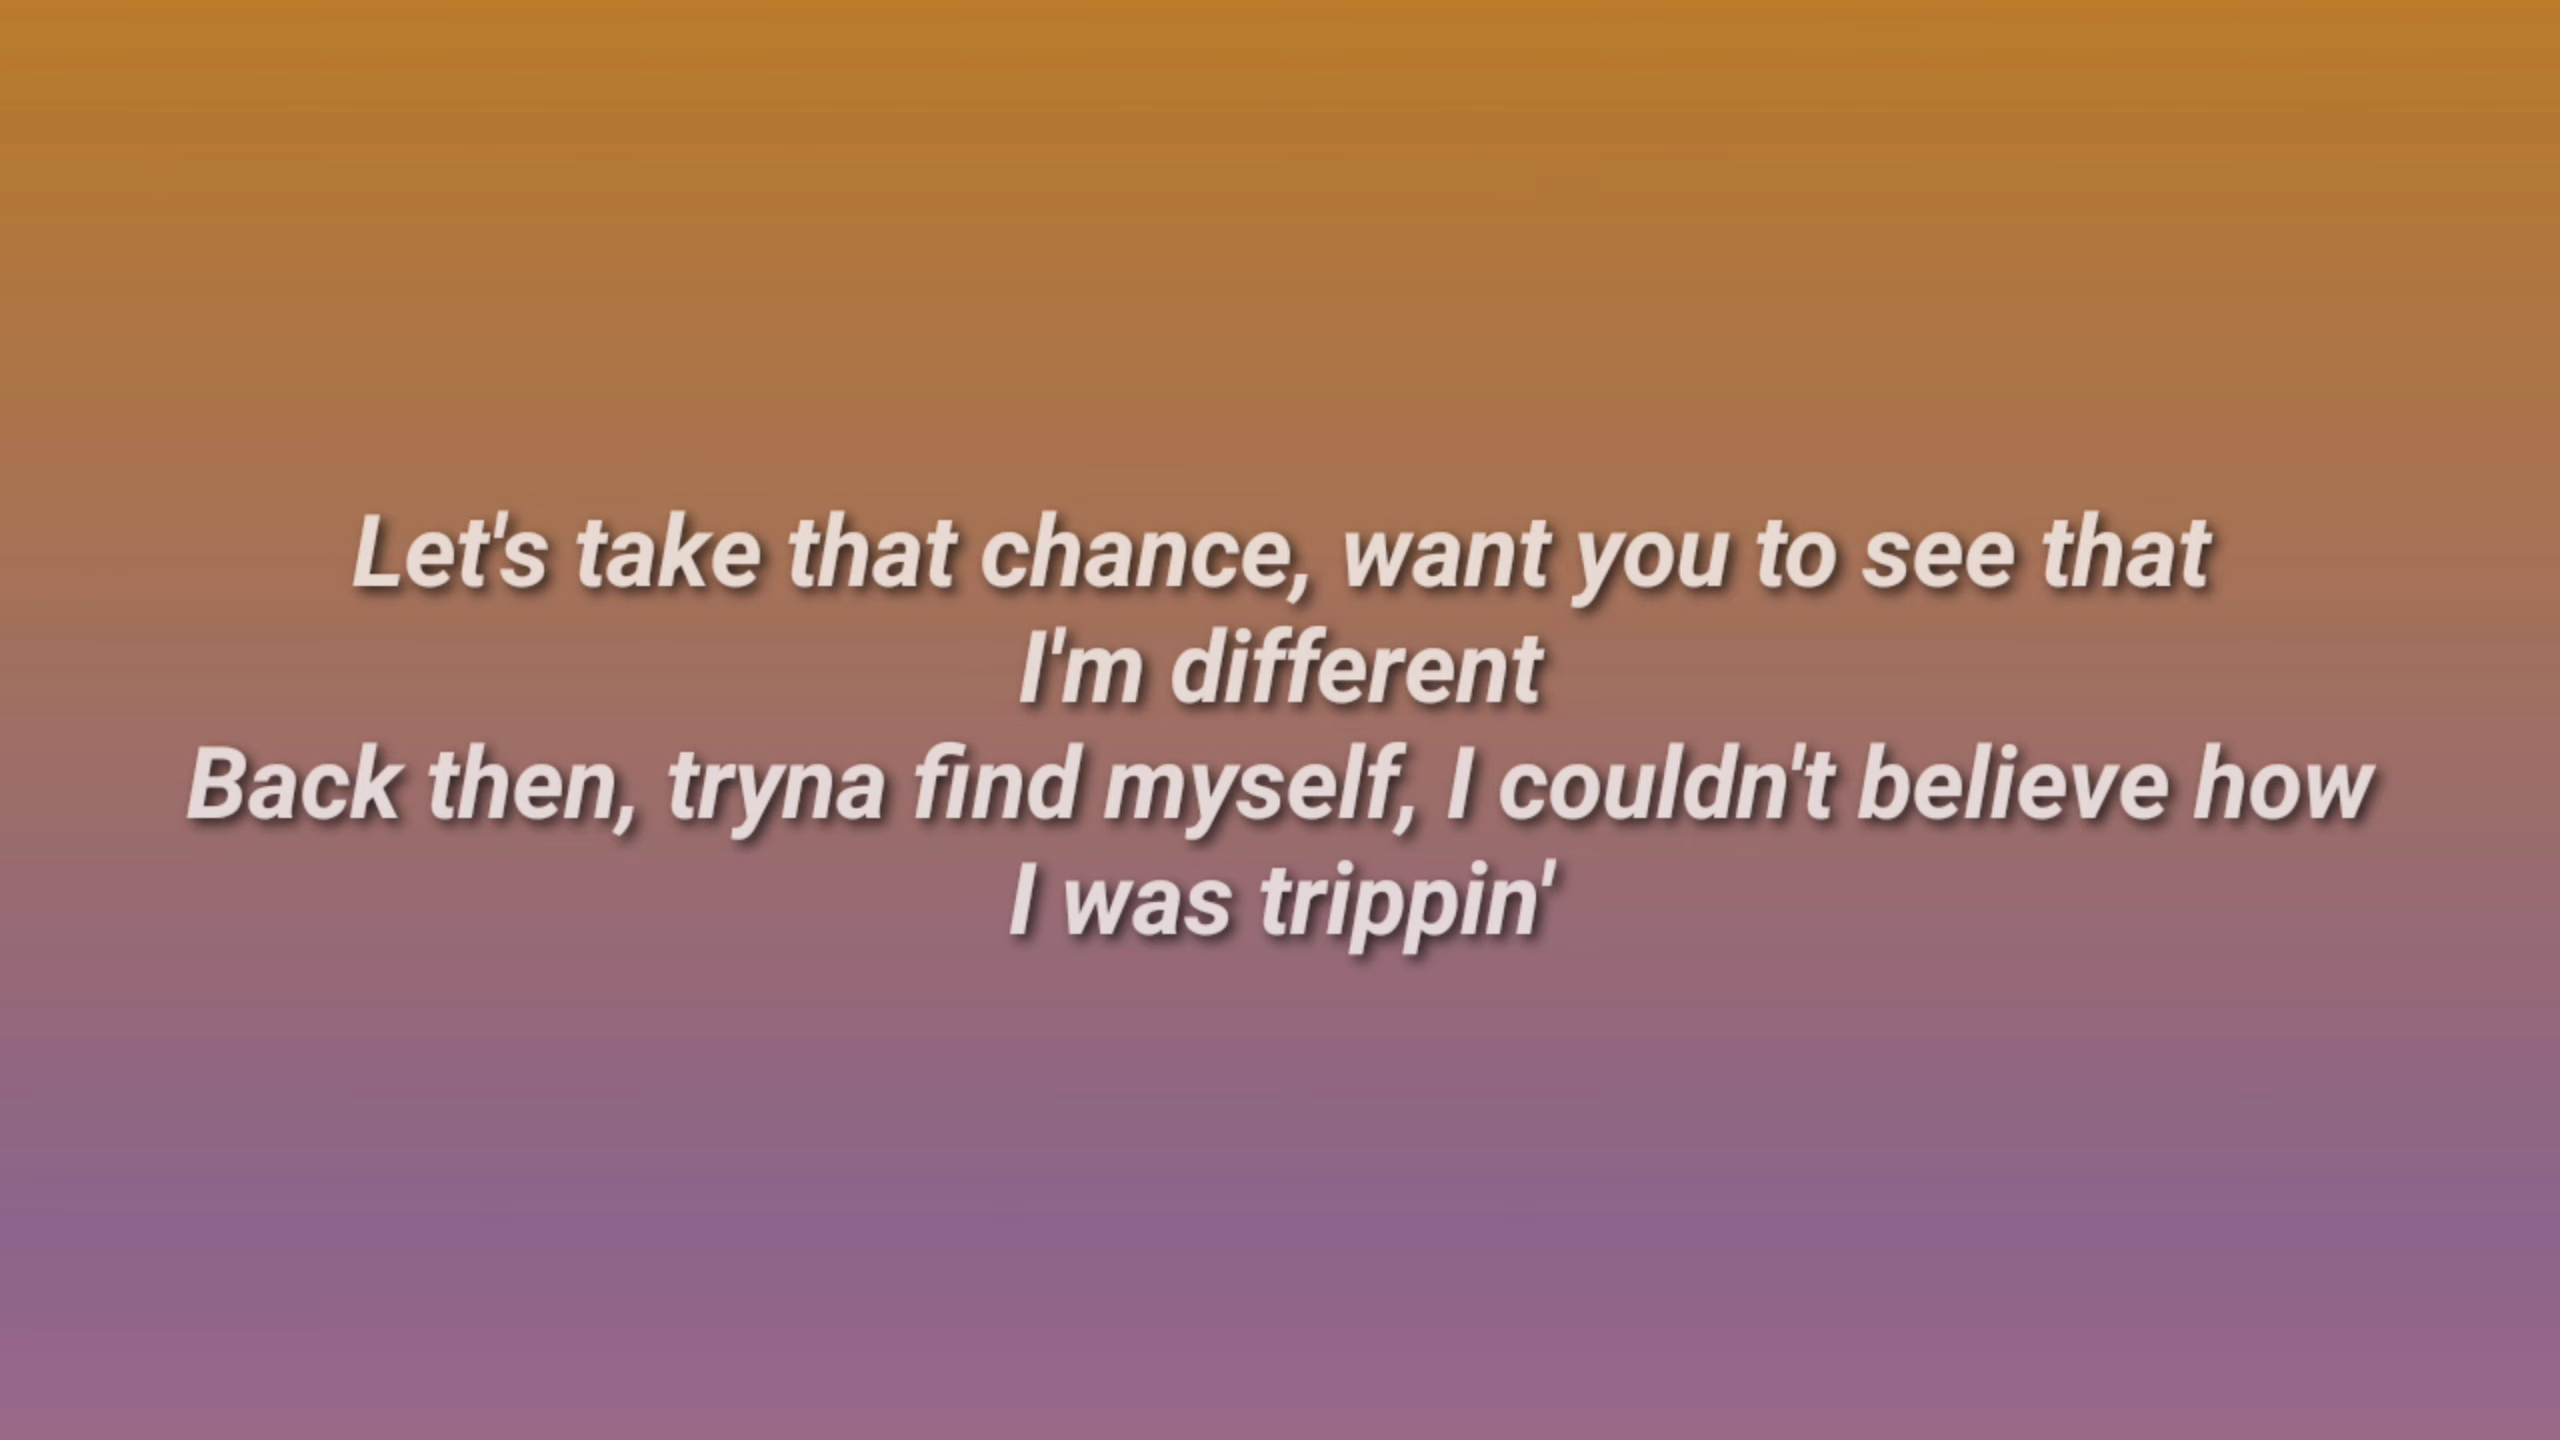 Let's take that chance, want you to see that
I'm different
Back then, tryna find myself, I couldn't believe how
I was trippin'